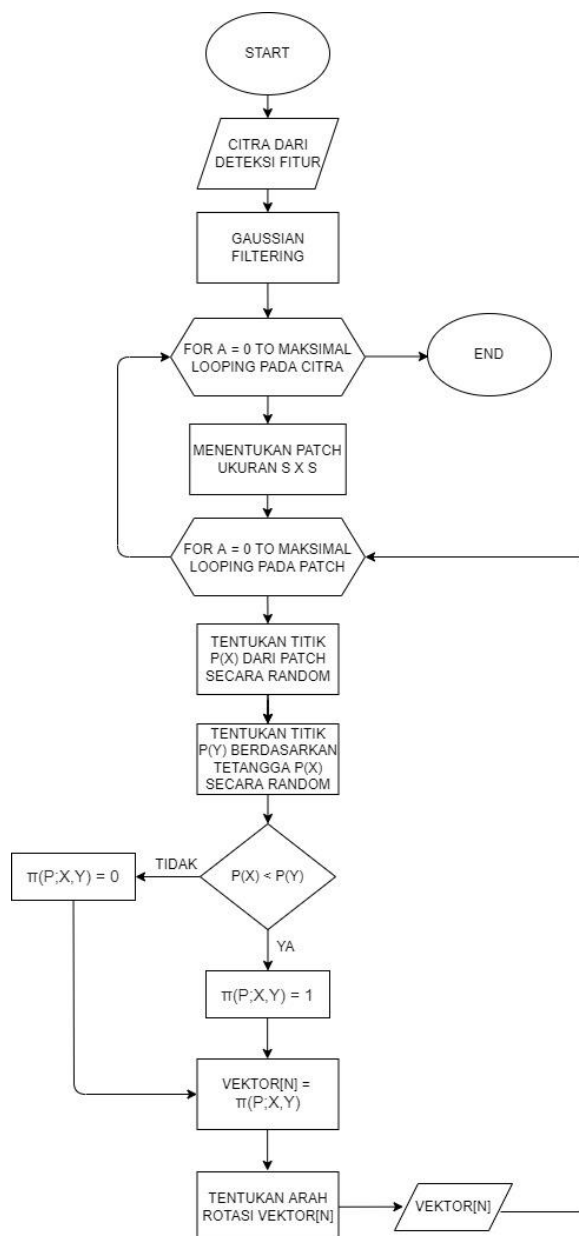 START
CITRA DARI
DETEKSI FITUR
GAUSSIAN
FILTERING
FOR A = 0 TO MAKSIMAL
LOOPING PADA CITRA
END
MENENTUKAN PATCH
UKURAN S X S
FOR A = 0 TO MAKSIMAL
LOOPING PADA PATCH
TENTUKAN TITIK
P(X) DARI PATCH
SECARA RANDOM
TENTUKAN TITIK
P(Y) BERDASARKAN
TETANGGA P(X)
SECARA RANDOM
P(X) < P(Y)
TIDAK
π(P;X,Y) = 0
YA
π(P;X,Y) = 1
VEKTOR[N] =
π(P;X,Y)
TENTUKAN ARAH
ROTASI VEKTOR[N]
VEKTOR[N]